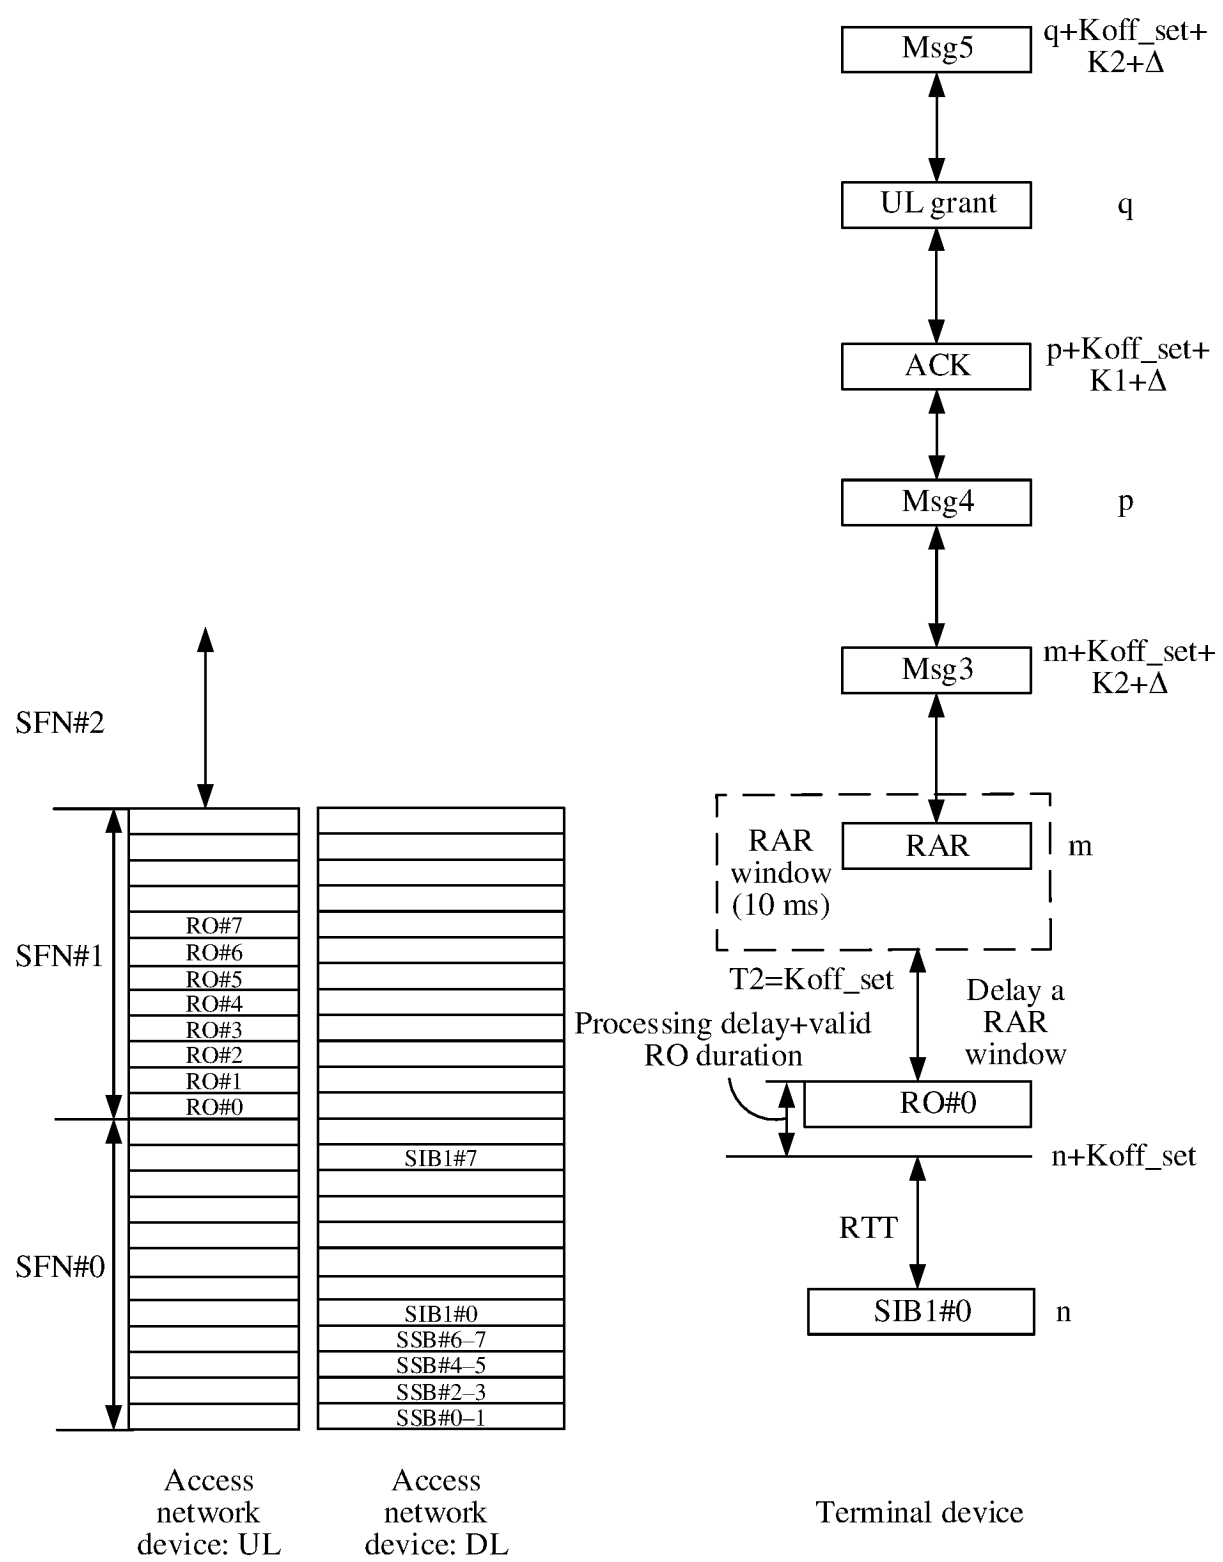 Msg5
q+Koff_set+
K2+Δ
UL grant
q
ACK
p+Koff_set+
K1+Δ
Msg4
p
Msg3
m+Koff_set+
K2+Δ
SFN#2
RAR
window
(10 ms)
RAR
m
SFN#1
RO#7
RO#6
RO#5
RO#4
RO#3
RO#2
RO#1
RO#0
T2=Koff_set
Delay a
RAR
window
Processing delay+valid
RO duration
RO#0
n+Koff_set
RTT
SIB1#0
n
SFN#0
SIB1#7
SIB1#0
SSB#6–7
SSB#4–5
SSB#2–3
SSB#0–1
Access
network
device: UL
Access
network
device: DL
Terminal device